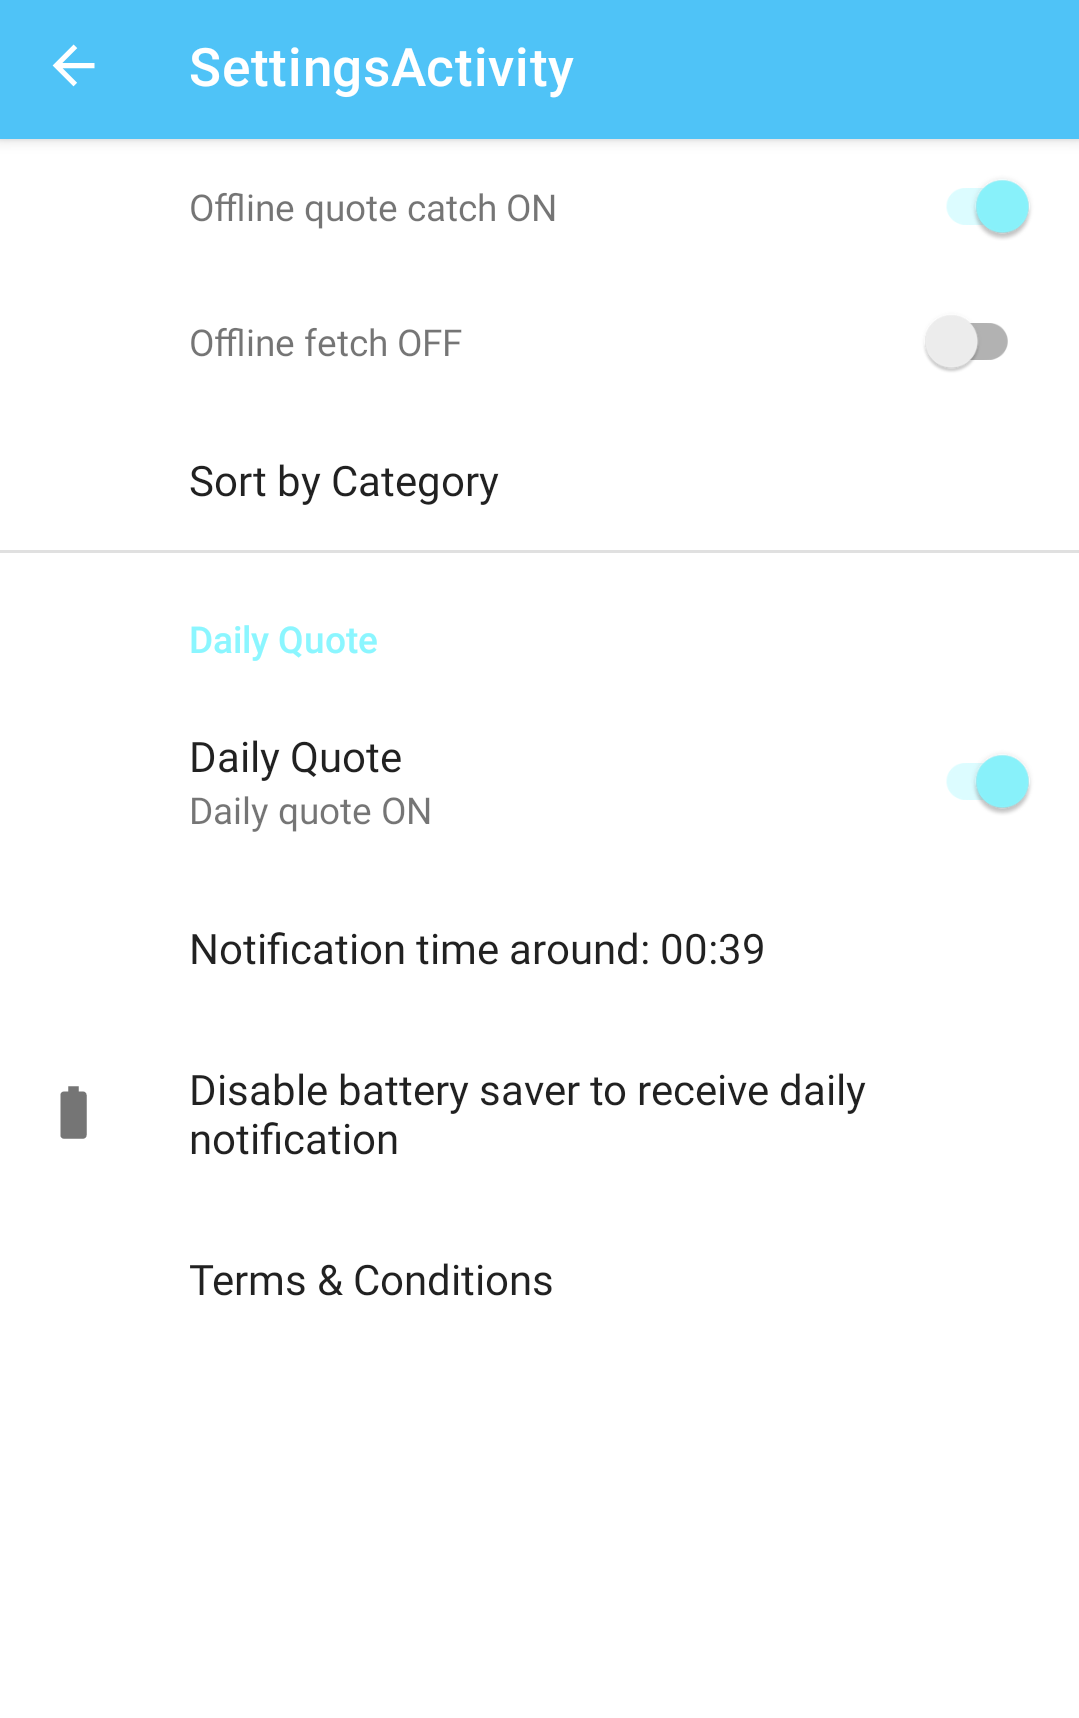 SettingsActivity
Offline quote catch ON
Offline fetch OFF
Sort by Category
Daily Quote
Daily Quote
Daily quote ON
Notification time around: 00:39
Disable battery saver to receive daily
notification
Terms & Conditions